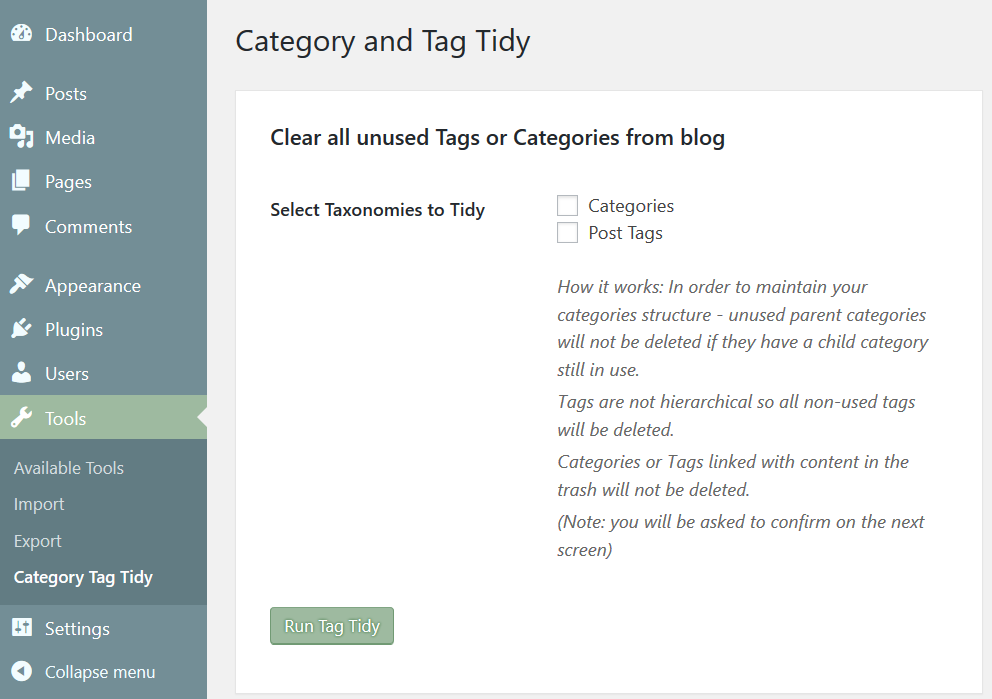 Dashboard
Posts
Media
Pages
Comments
Appearance
Plugins
Users
Tools
Available Tools
Import
Export
Category Tag Tidy
Settings
Collapse menu
Category and Tag Tidy
Clear all unused Tags or Categories from blog
Select Taxonomies to Tidy
Categories
Post Tags
How it works: In order to maintain your
categories structure - unused parent categories
will not be deleted if they have a child category
still in use.
Tags are not hierarchical so all non-used tags
will be deleted.
Categories or Tags linked with content in the
trash will not be deleted.
(Note: you will be asked to confirm on the next
screen)
Run Tag Tidy